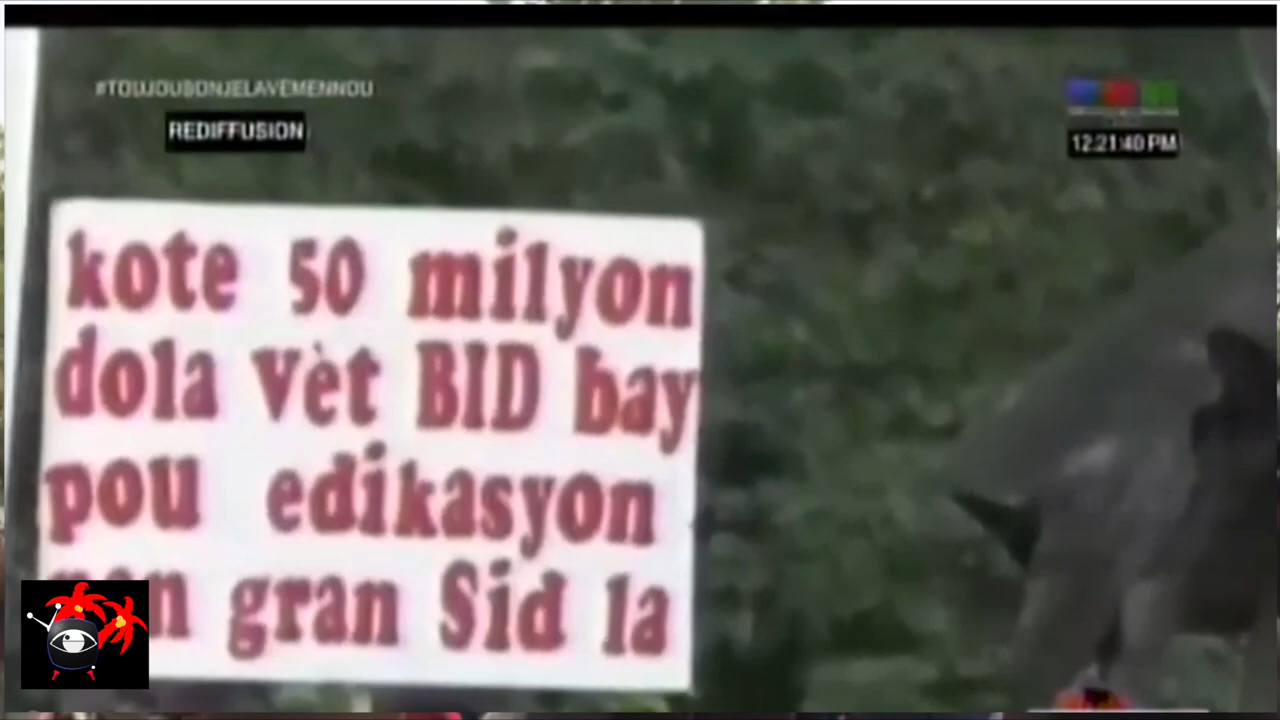 #TOUJOUSONJELAVEMENNOU
REDIFFUSION
12:21:40 PM
kote 50 milyon
dola vèt BID bay
pou edikasyon
gran Sid la